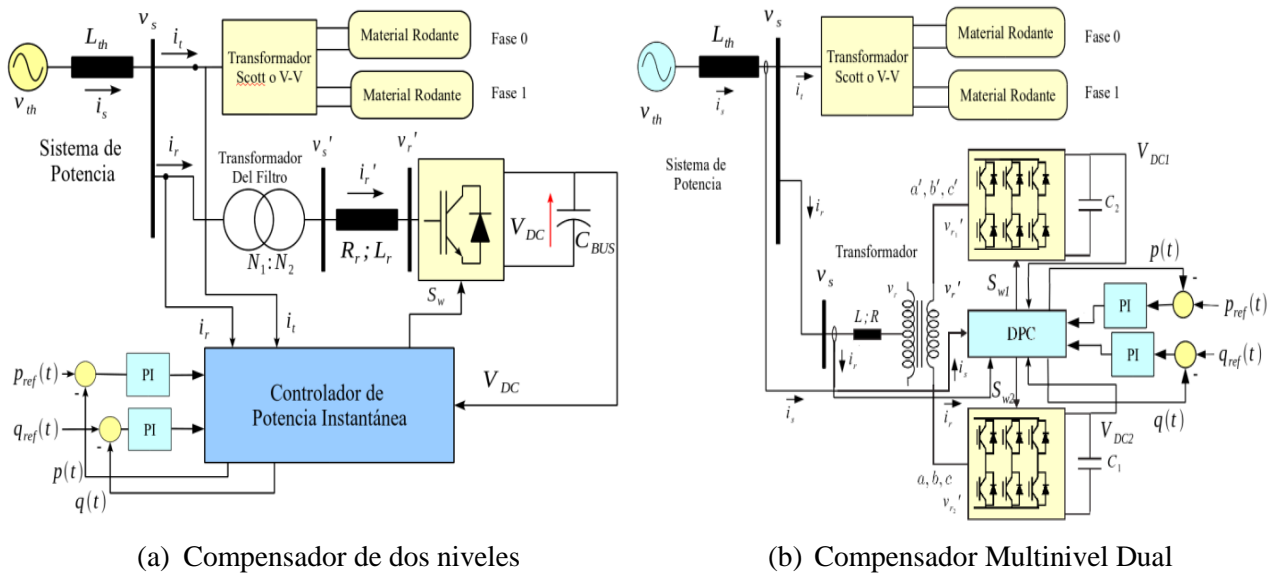 v_s
L_th
i_t
i_s
v_th
Transformador
Scott o V-V
Material Rodante
Fase 0
Material Rodante
Fase 1
Sistema de
Potencia
i_r
Transformador
Del Filtro
N_1:N_2
v_s'
i_r'
v_r'
R_r; L_r
V_DC
C_BUS
S_w
i_r
i_t
p_ref(t)
-
PI
q_ref(t)
-
PI
p(t)
q(t)
Controlador de
Potencia Instantánea
V_DC
(a) Compensador de dos niveles
v_s
L_th
i_s
i_t
v_th
Transformador
Scott o V-V
Material Rodante
Fase 0
Material Rodante
Fase 1
Sistema de
Potencia
i_r
a', b', c'
v_r1'
V_DC1
C_2
Transformador
v_s
L; R
v_r
v_r'
S_w1
p(t)
-
PI
p_ref(t)
DPC
PI
q_ref(t)
-
q(t)
i_r
i_s
i_s
S_w2
i_r
V_DC2
C_1
a, b, c
v_r2'
(b) Compensador Multinivel Dual